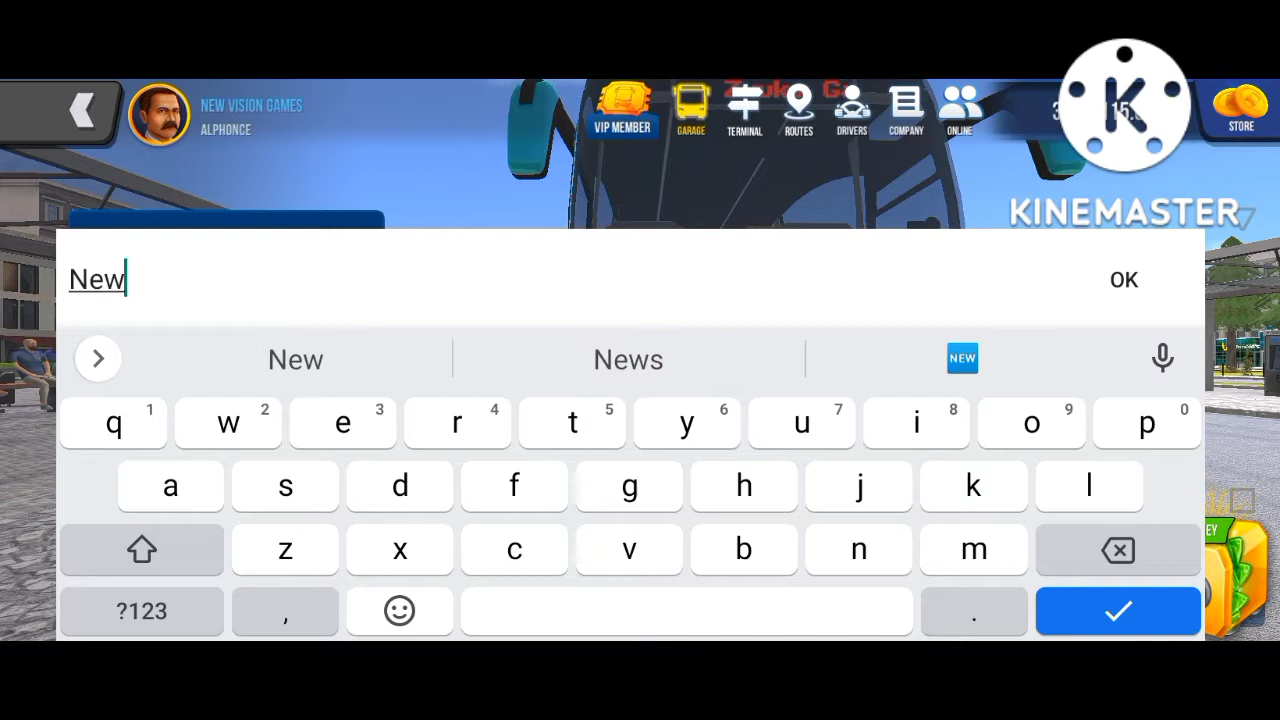 NEW VISION GAMES
ALPHONCE
VIP MEMBER
GARAGE
TERMINAL
ROUTES
DRIVERS
COMPANY
ONLINE
STORE
K
KINEMASTER
New
OK
New
News
NEW
q 1 w 2 e 3 r 4 t 5 y 6 u 7 i 8 o 9 p 0
a s d f g h j k l
z x c v b n m
?123 , .